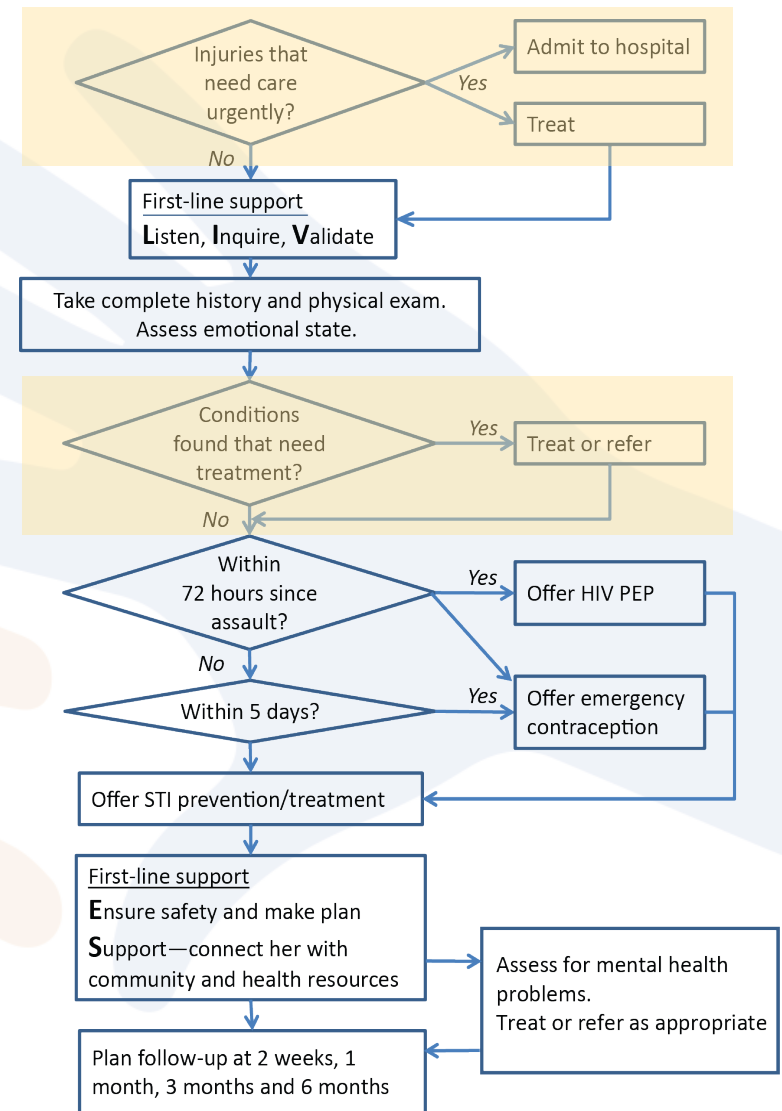 Injuries that
need care
urgently?
Yes
Admit to hospital
Treat
No
First-line support
Listen, Inquire, Validate
Take complete history and physical exam.
Assess emotional state.
Conditions
found that need
treatment?
Yes
Treat or refer
No
Within
72 hours since
assault?
Yes
Offer HIV PEP
No
Within 5 days?
Yes
Offer emergency
contraception
Offer STI prevention/treatment
First-line support
Ensure safety and make plan
Support—connect her with
community and health resources
Assess for mental health
problems.
Treat or refer as appropriate
Plan follow-up at 2 weeks, 1
month, 3 months and 6 months